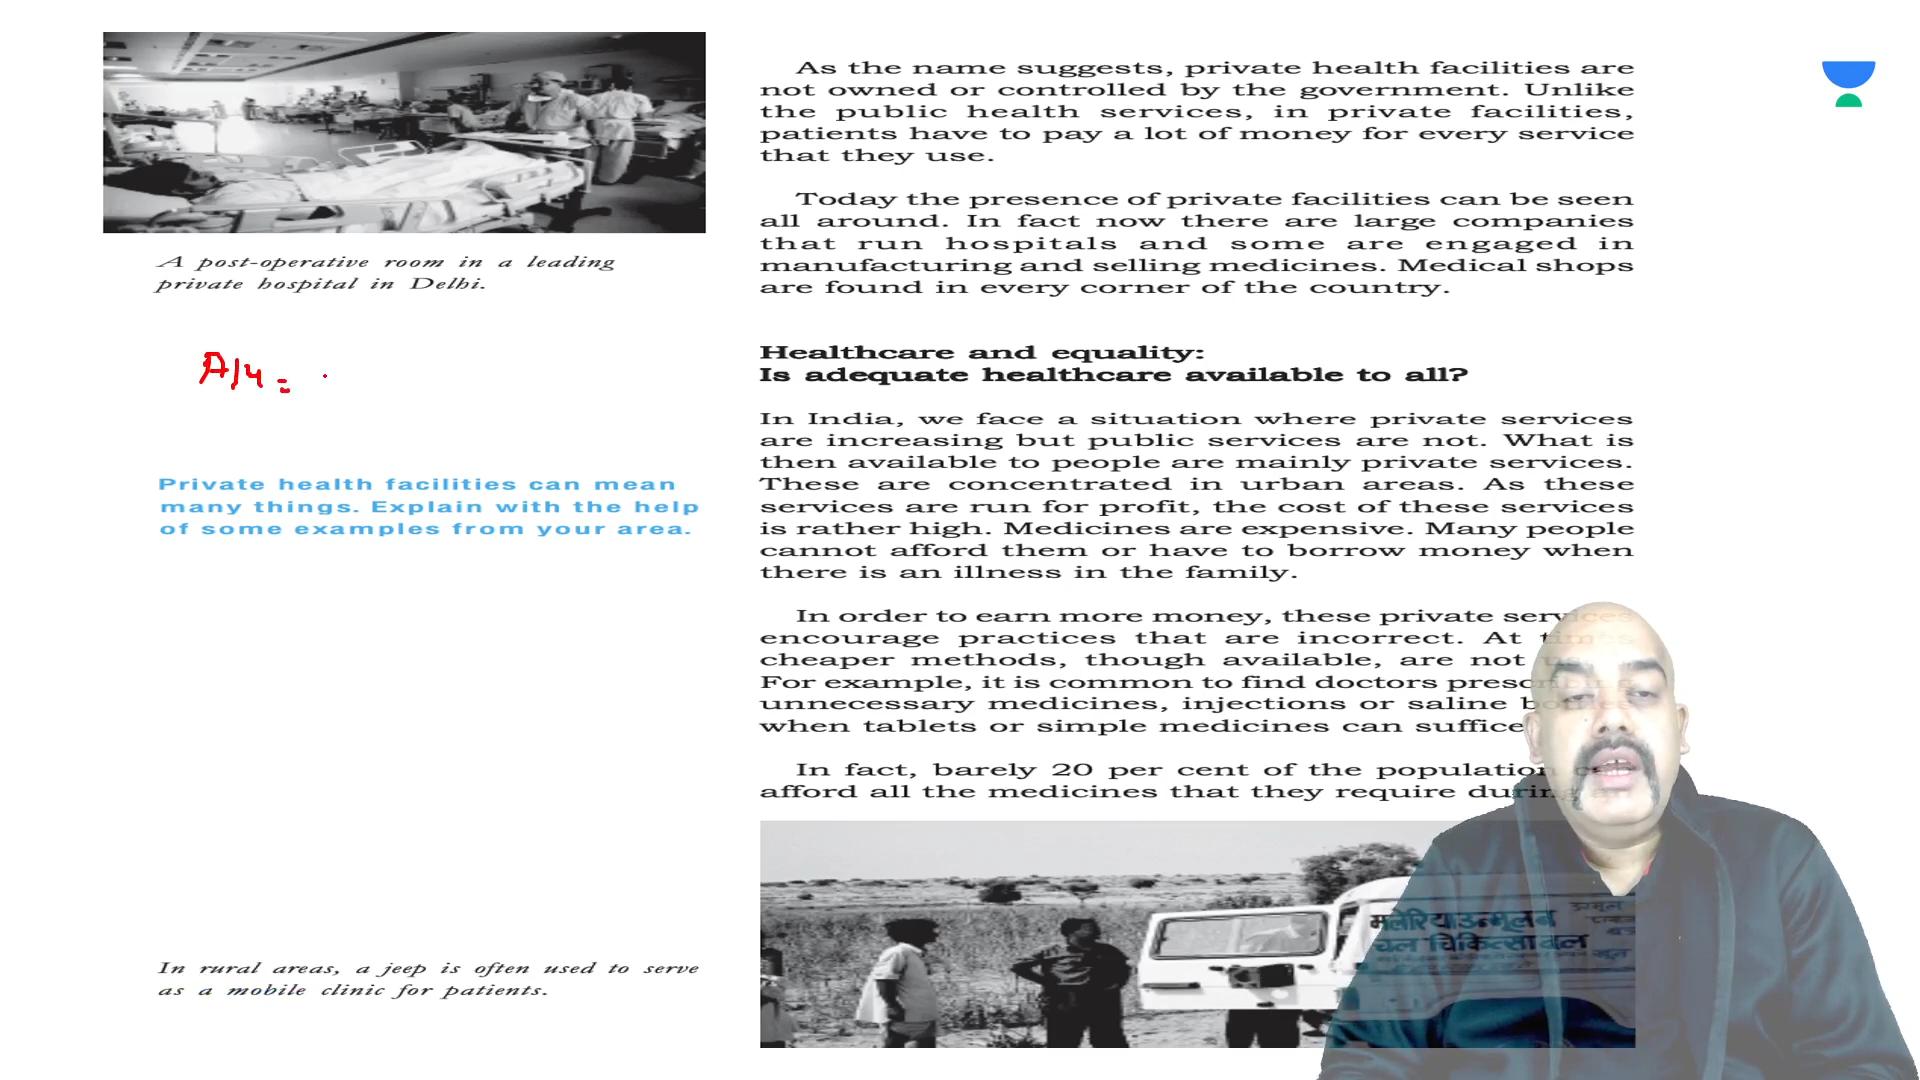 As the name suggests, private health facilities are
not owned or controlled by the government. Unlike
the public health services, in private facilities,
patients have to pay a lot of money for every service
that they use.
Today the presence of private facilities can be seen
all around. In fact now there are large companies
that run hospitals and some are engaged in
manufacturing and selling medicines. Medical shops
are found in every corner of the country.
A post-operative room in a leading
private hospital in Delhi.
A/4 =
Private health facilities can mean
many things. Explain with the help
of some examples from your area.
Healthcare and equality:
Is adequate healthcare available to all?
In India, we face a situation where private services
are increasing but public services are not. What is
then available to people are mainly private services.
These are concentrated in urban areas. As these
services are run for profit, the cost of these services
is rather high. Medicines are expensive. Many people
cannot afford them or have to borrow money when
there is an illness in the family.
In order to earn more money, these private services
encourage practices that are incorrect. At times
cheaper methods, though available, are not
For example, it is common to find doctors prescribing
unnecessary medicines, injections or saline bottles
when tablets or simple medicines can suffice
In fact, barely 20 per cent of the population
afford all the medicines that they require during
In rural areas, a jeep is often used to serve
as a mobile clinic for patients.
मलेरिया उन्मूलन
चल चिकित्सा दल